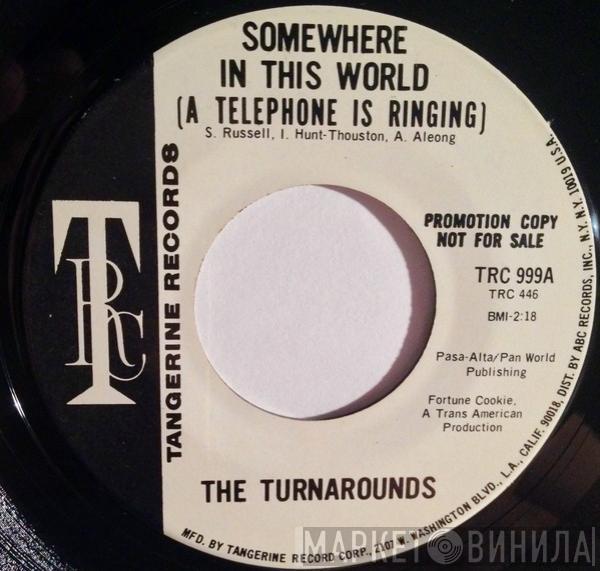 SOMEWHERE
IN THIS WORLD
(A TELEPHONE IS RINGING)
S. Russell, I. Hunt-Thouston, A. Aleong
TRC
TANGERINE RECORDS
PROMOTION COPY
NOT FOR SALE
TRC 999A
TRC 446
BMI-2:18
Pasa-Alta/Pan World
Publishing
Fortune Cookie,
A Trans American
Production
THE TURNAROUNDS
MFD. BY TANGERINE RECORD CORP., 2107 W. WASHINGTON BLVD., L.A., CALIF. 90018, DIST. BY ABC RECORDS, INC., N.Y. N.Y. 10019 U.S.A.
МАРКЕТ ВИНИЛА